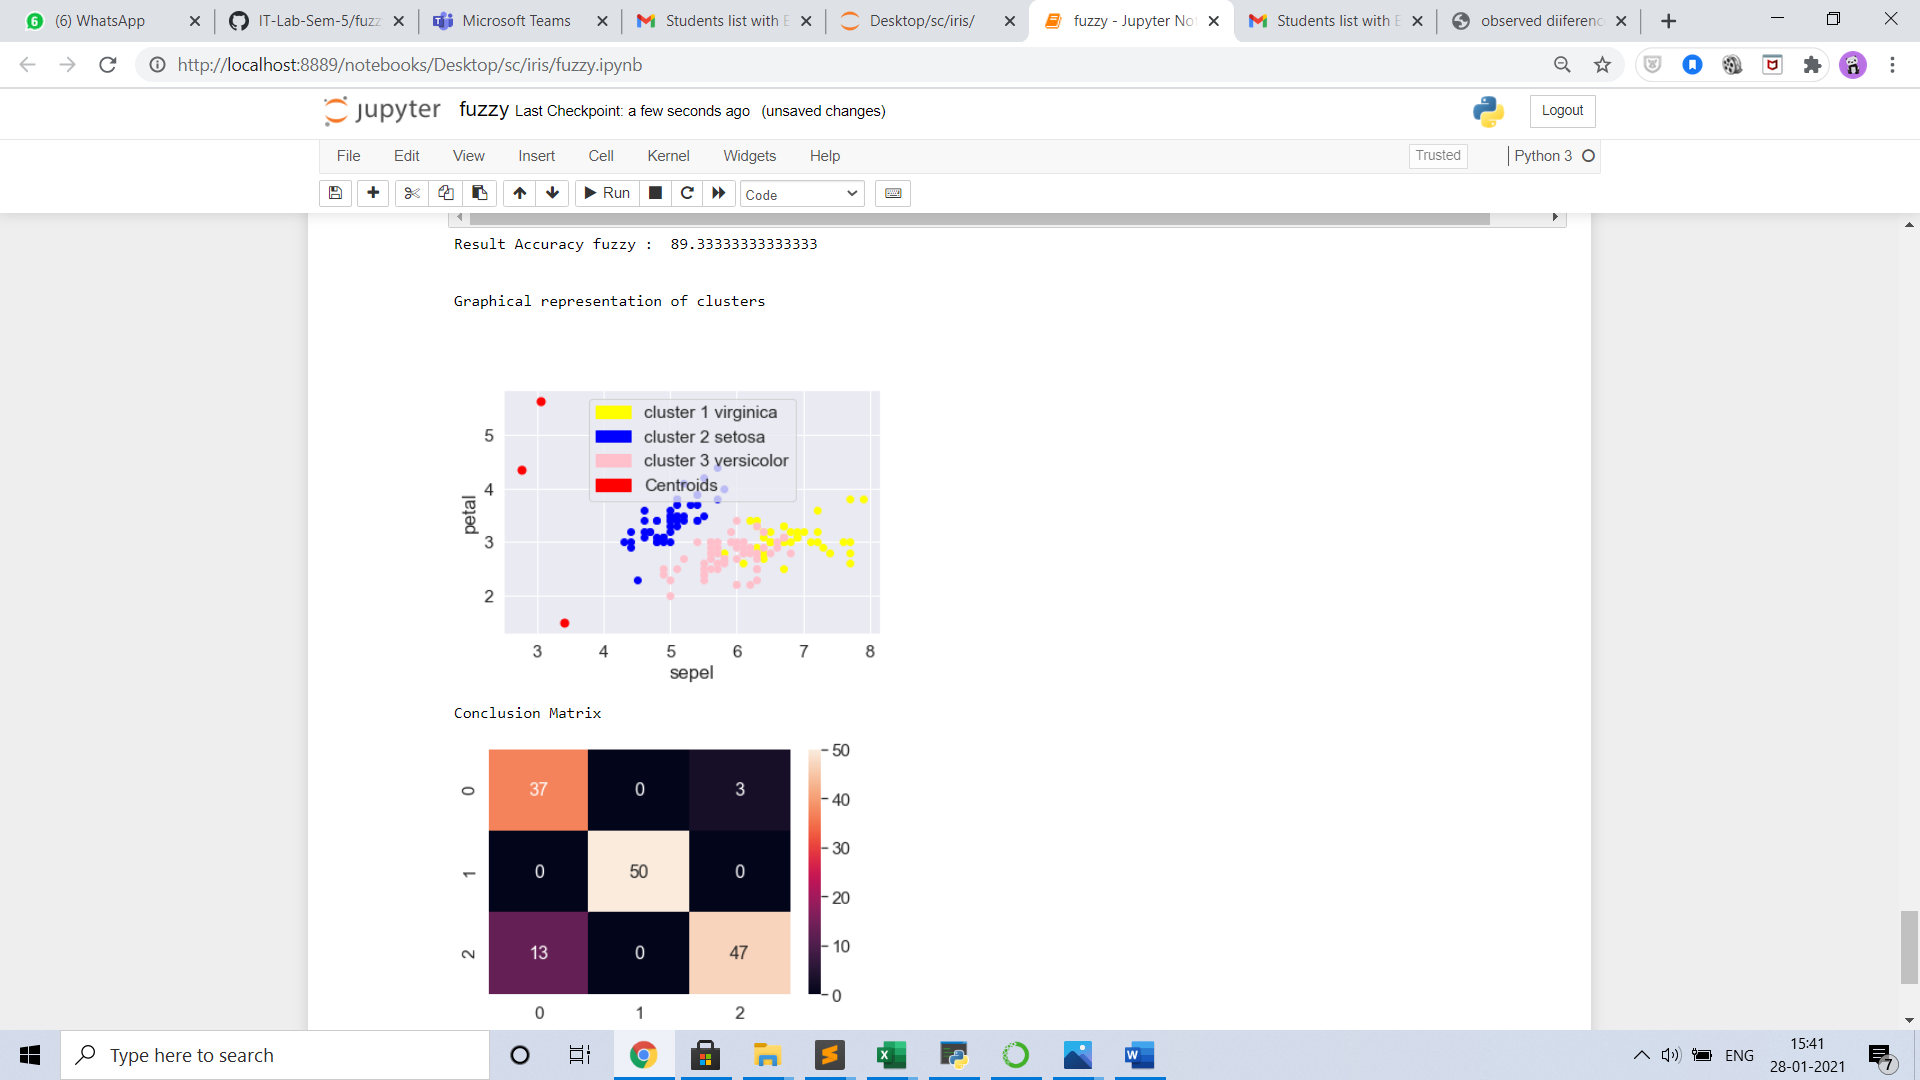 (6) WhatsApp
IT-Lab-Sem-5/fuzz
Microsoft Teams
Students list with E
Desktop/sc/iris/
fuzzy - Jupyter Not
Students list with E
observed diiferenc
http://localhost:8889/notebooks/Desktop/sc/iris/fuzzy.ipynb
jupyter fuzzy Last Checkpoint: a few seconds ago (unsaved changes)
Logout
File Edit View Insert Cell Kernel Widgets Help
Trusted
Python 3
Run
Code
Result Accuracy fuzzy : 89.33333333333333
Graphical representation of clusters
cluster 1 virginica
cluster 2 setosa
cluster 3 versicolor
Centroids
5
4
3
2
petal
3 4 5 6 7 8
sepel
Conclusion Matrix
37 0 3
0 50 0
13 0 47
0
1
2
0 1 2
50
40
30
20
10
0
Type here to search
ENG
15:41
28-01-2021
7